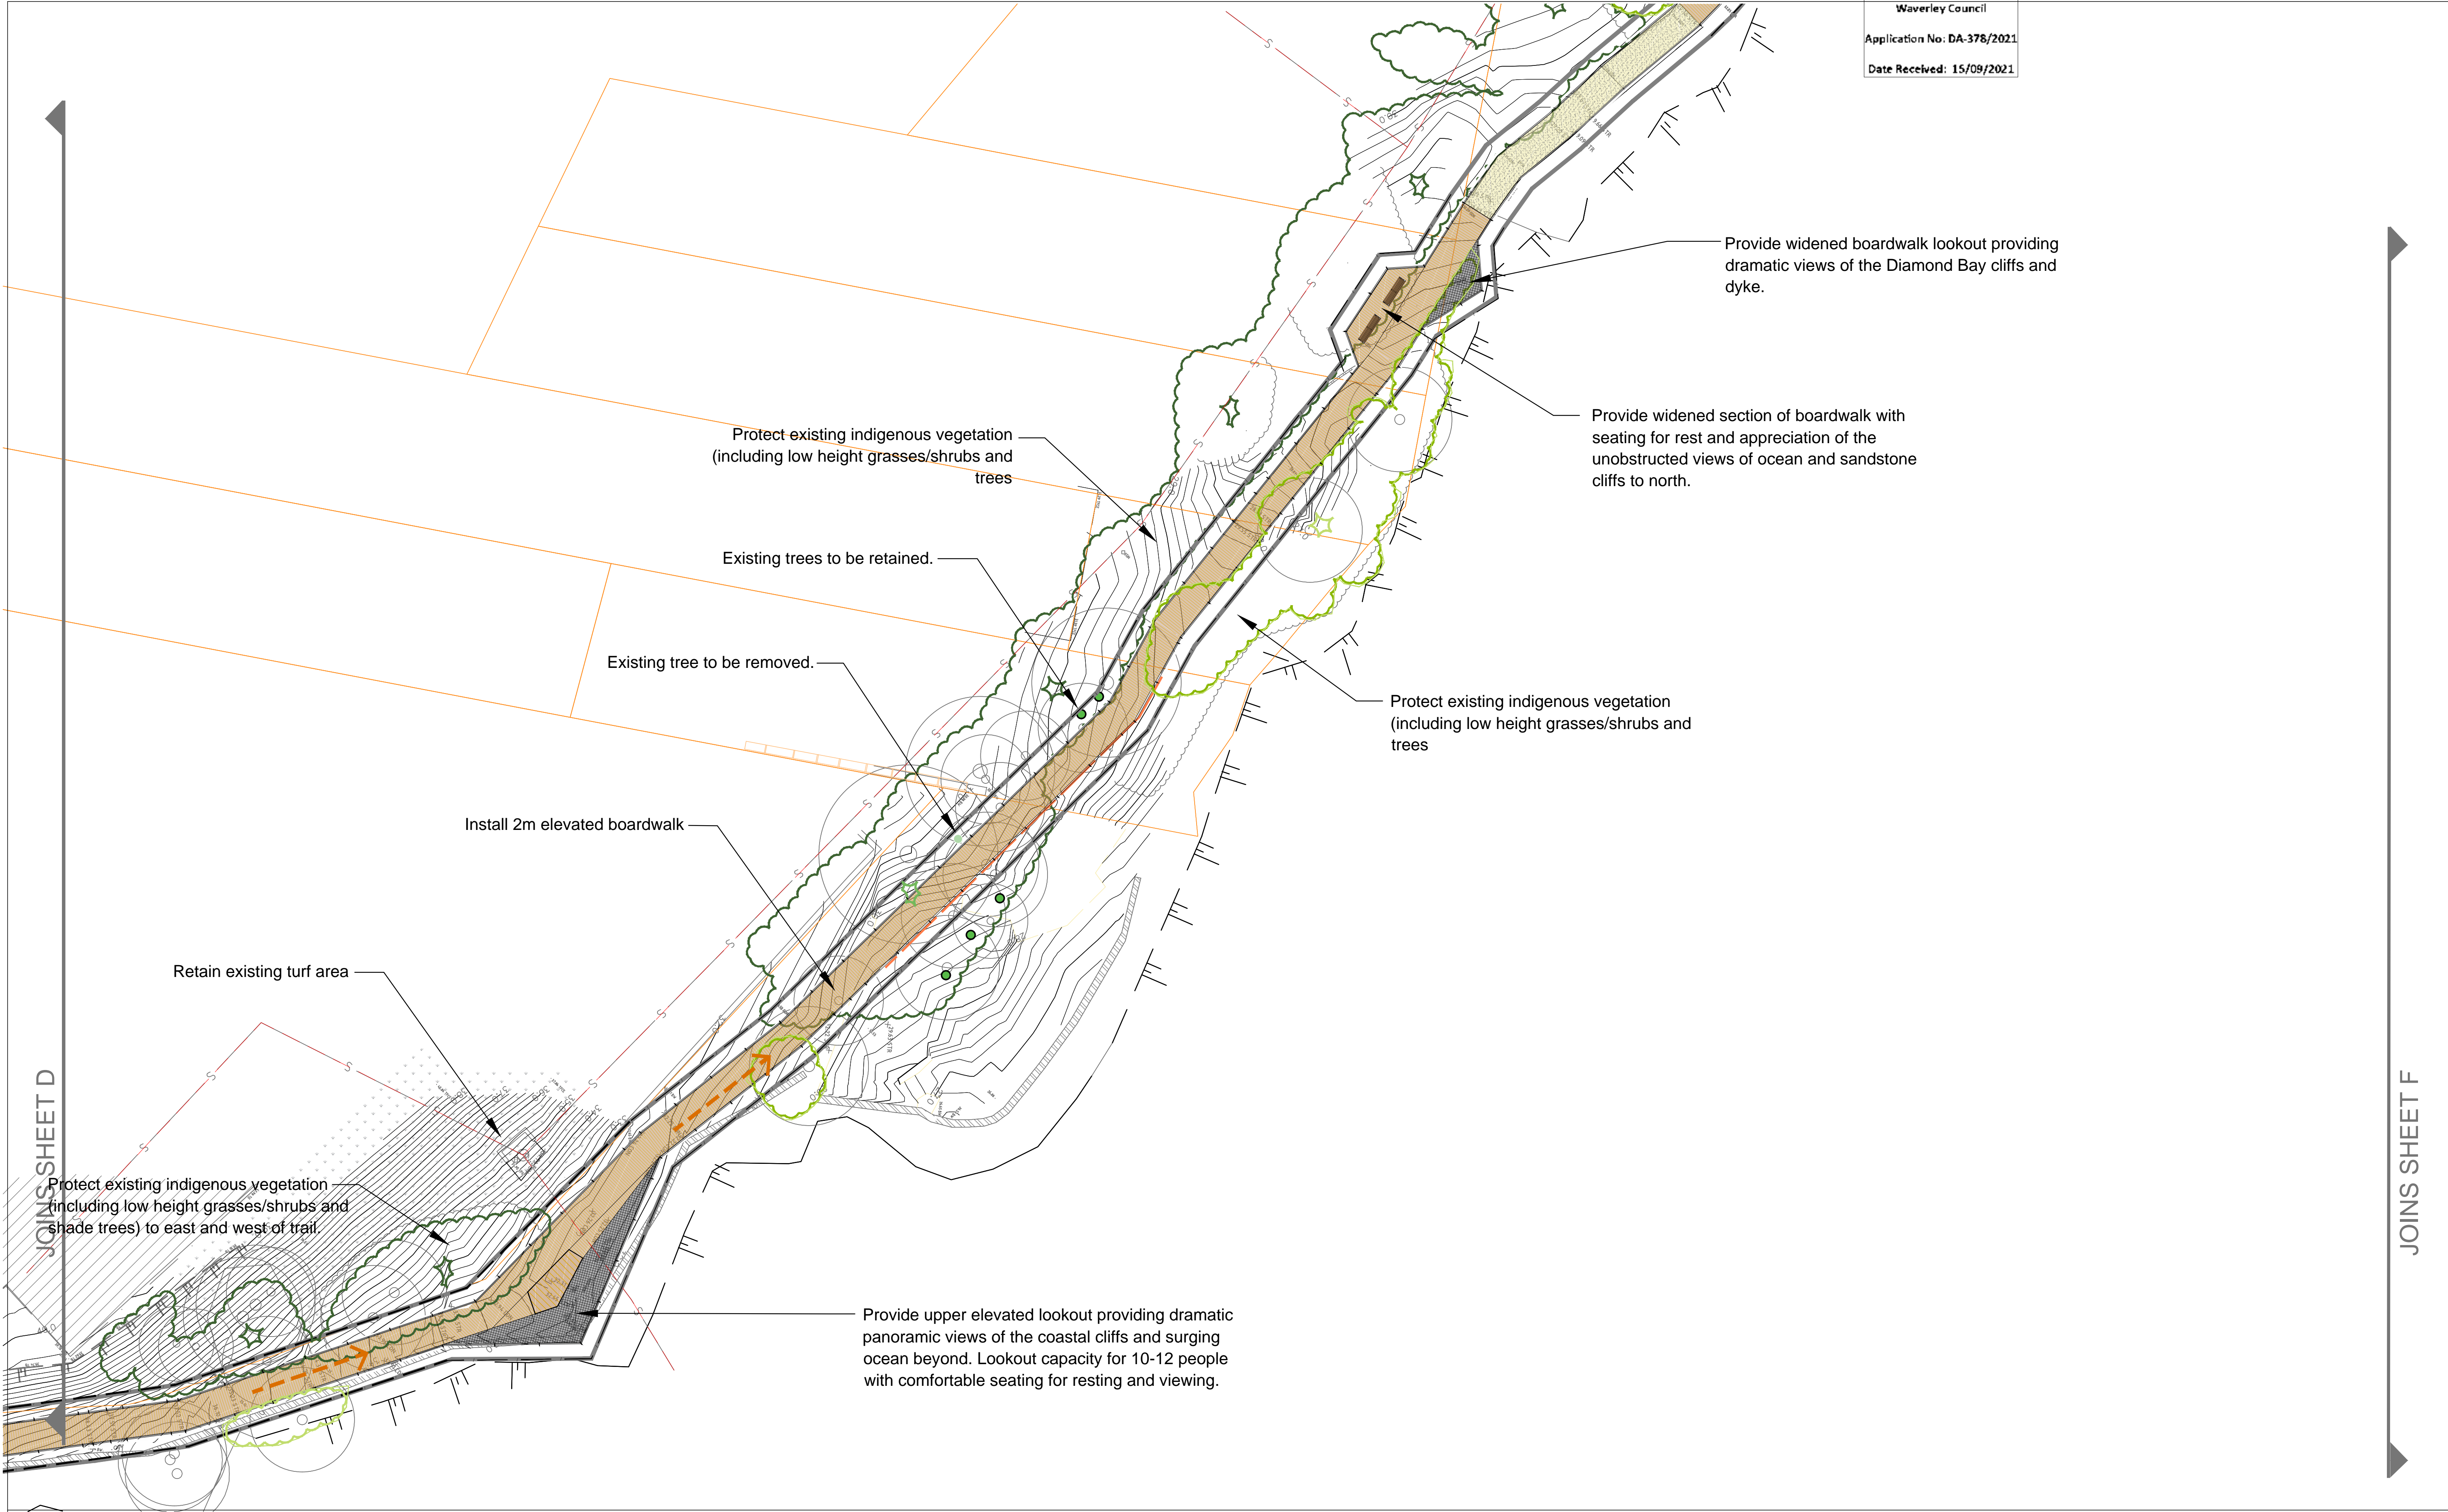 Waverley Council
Application No: DA-378/2021
Date Received: 15/09/2021
Provide widened boardwalk lookout providing
dramatic views of the Diamond Bay cliffs and
dyke.
Provide widened section of boardwalk with
seating for rest and appreciation of the
unobstructed views of ocean and sandstone
cliffs to north.
Protect existing indigenous vegetation
(including low height grasses/shrubs and
trees
Existing trees to be retained.
Existing tree to be removed.
Protect existing indigenous vegetation
(including low height grasses/shrubs and
trees
Install 2m elevated boardwalk
Retain existing turf area
Protect existing indigenous vegetation
(including low height grasses/shrubs and
shade trees) to east and west of trail.
Provide upper elevated lookout providing dramatic
panoramic views of the coastal cliffs and surging
ocean beyond. Lookout capacity for 10-12 people
with comfortable seating for resting and viewing.
JOINS SHEET D
JOINS SHEET F